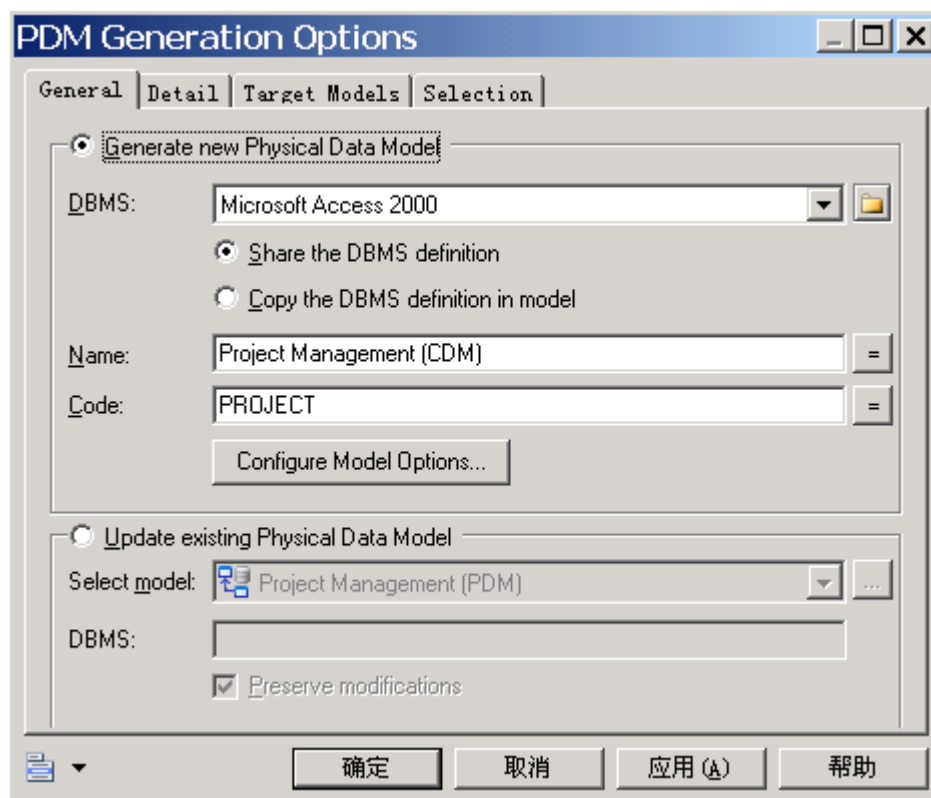 PDM Generation Options
General Detail Target Models Selection
Generate new Physical Data Model
DBMS: Microsoft Access 2000
Share the DBMS definition
Copy the DBMS definition in model
Name: Project Management (CDM) =
Code: PROJECT =
Configure Model Options...
Update existing Physical Data Model
Select model: Project Management (PDM) ...
DBMS:
Preserve modifications
确定 取消 应用(A) 帮助